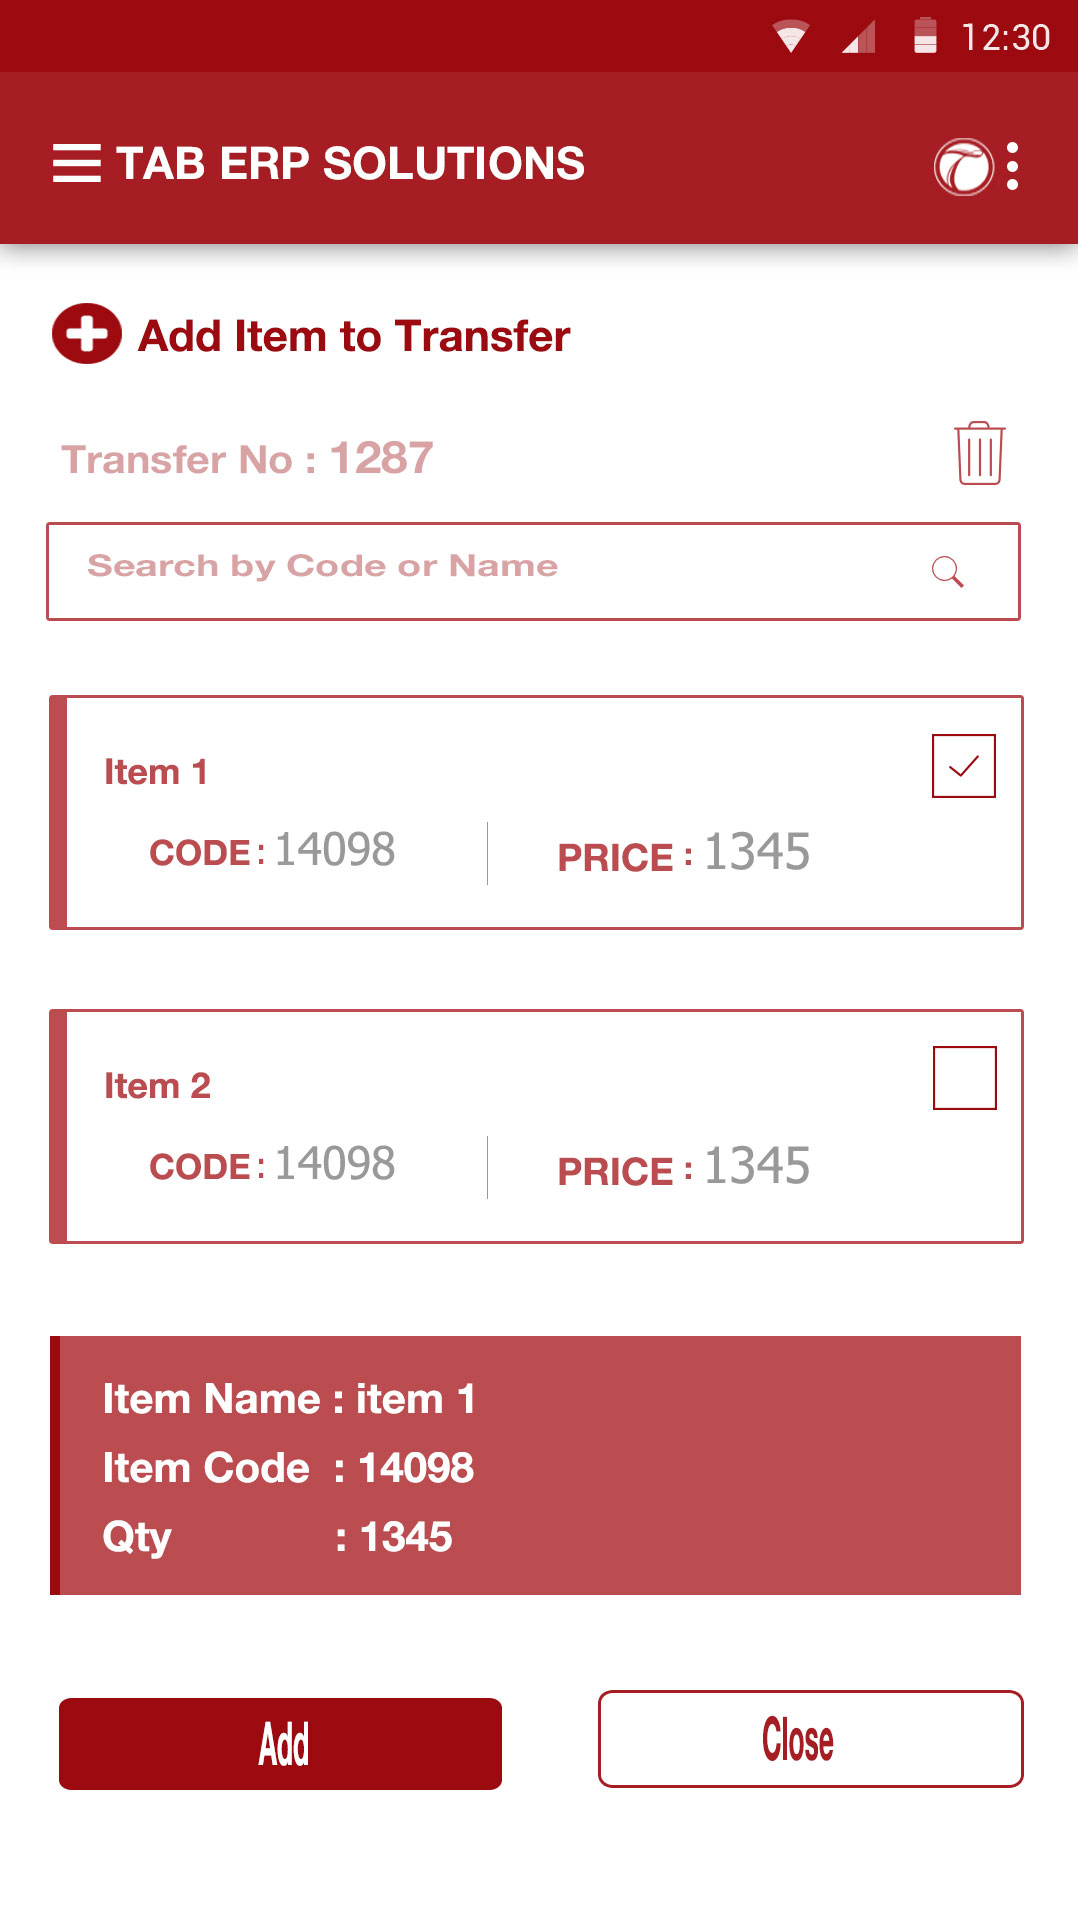 12:30
TAB ERP SOLUTIONS
Add Item to Transfer
Transfer No : 1287
Search by Code or Name
Item 1
CODE : 14098 PRICE : 1345
Item 2
CODE : 14098 PRICE : 1345
Item Name : item 1
Item Code : 14098
Qty : 1345
Add Close